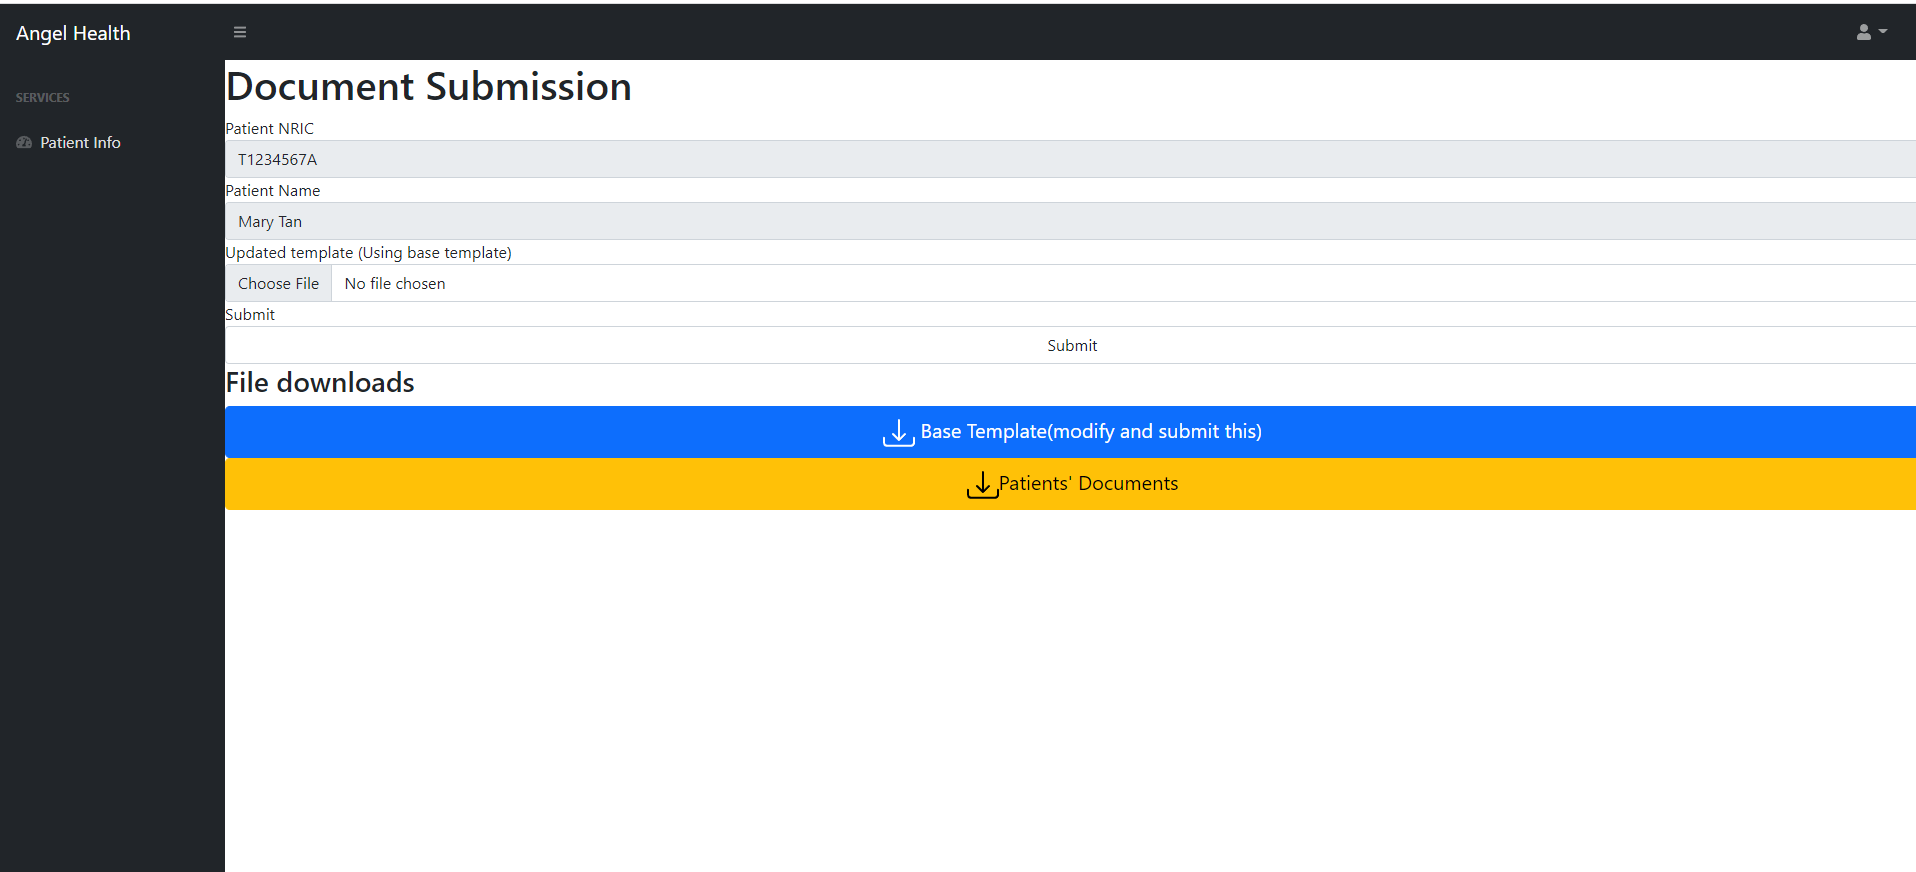 Angel Health
SERVICES
Patient Info
Document Submission
Patient NRIC
T1234567A
Patient Name
Mary Tan
Updated template (Using base template)
Choose File No file chosen
Submit
Submit
File downloads
Base Template(modify and submit this)
Patients' Documents